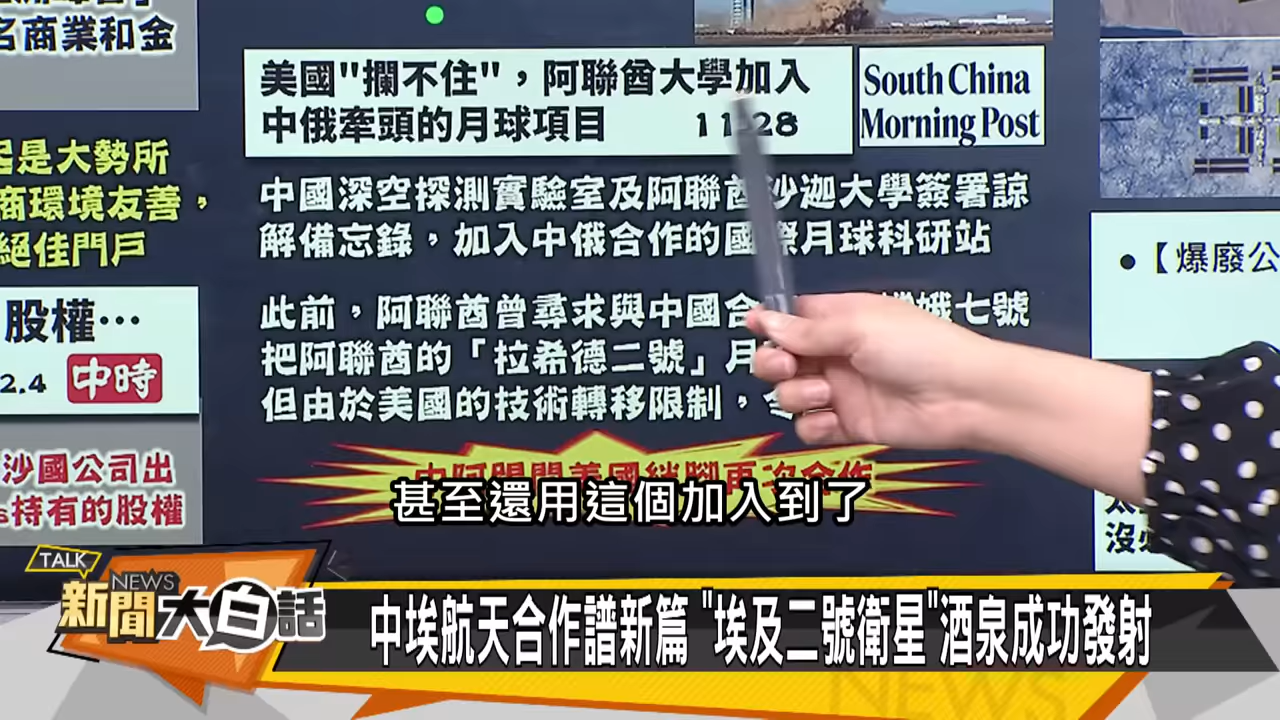 名商業和金
美國"攔不住"，阿聯酋大學加入
中俄牽頭的月球項目 11-28
South China
Morning Post
起是大勢所
商環境友善，
絕佳門戶
中國深空探測實驗室及阿聯酋沙迦大學簽署諒
解備忘錄，加入中俄合作的國際月球科研站
股權…
2.4 中時
此前，阿聯酋曾尋求與中國合 嫦娥七號
把阿聯酋的「拉希德二號」月
但由於美國的技術轉移限制，
●【爆廢公
沙國公司出
s持有的股權
甚至還用這個加入到了
TALK
NEWS
新聞大白話
中埃航天合作譜新篇 "埃及二號衛星"酒泉成功發射
NEWS